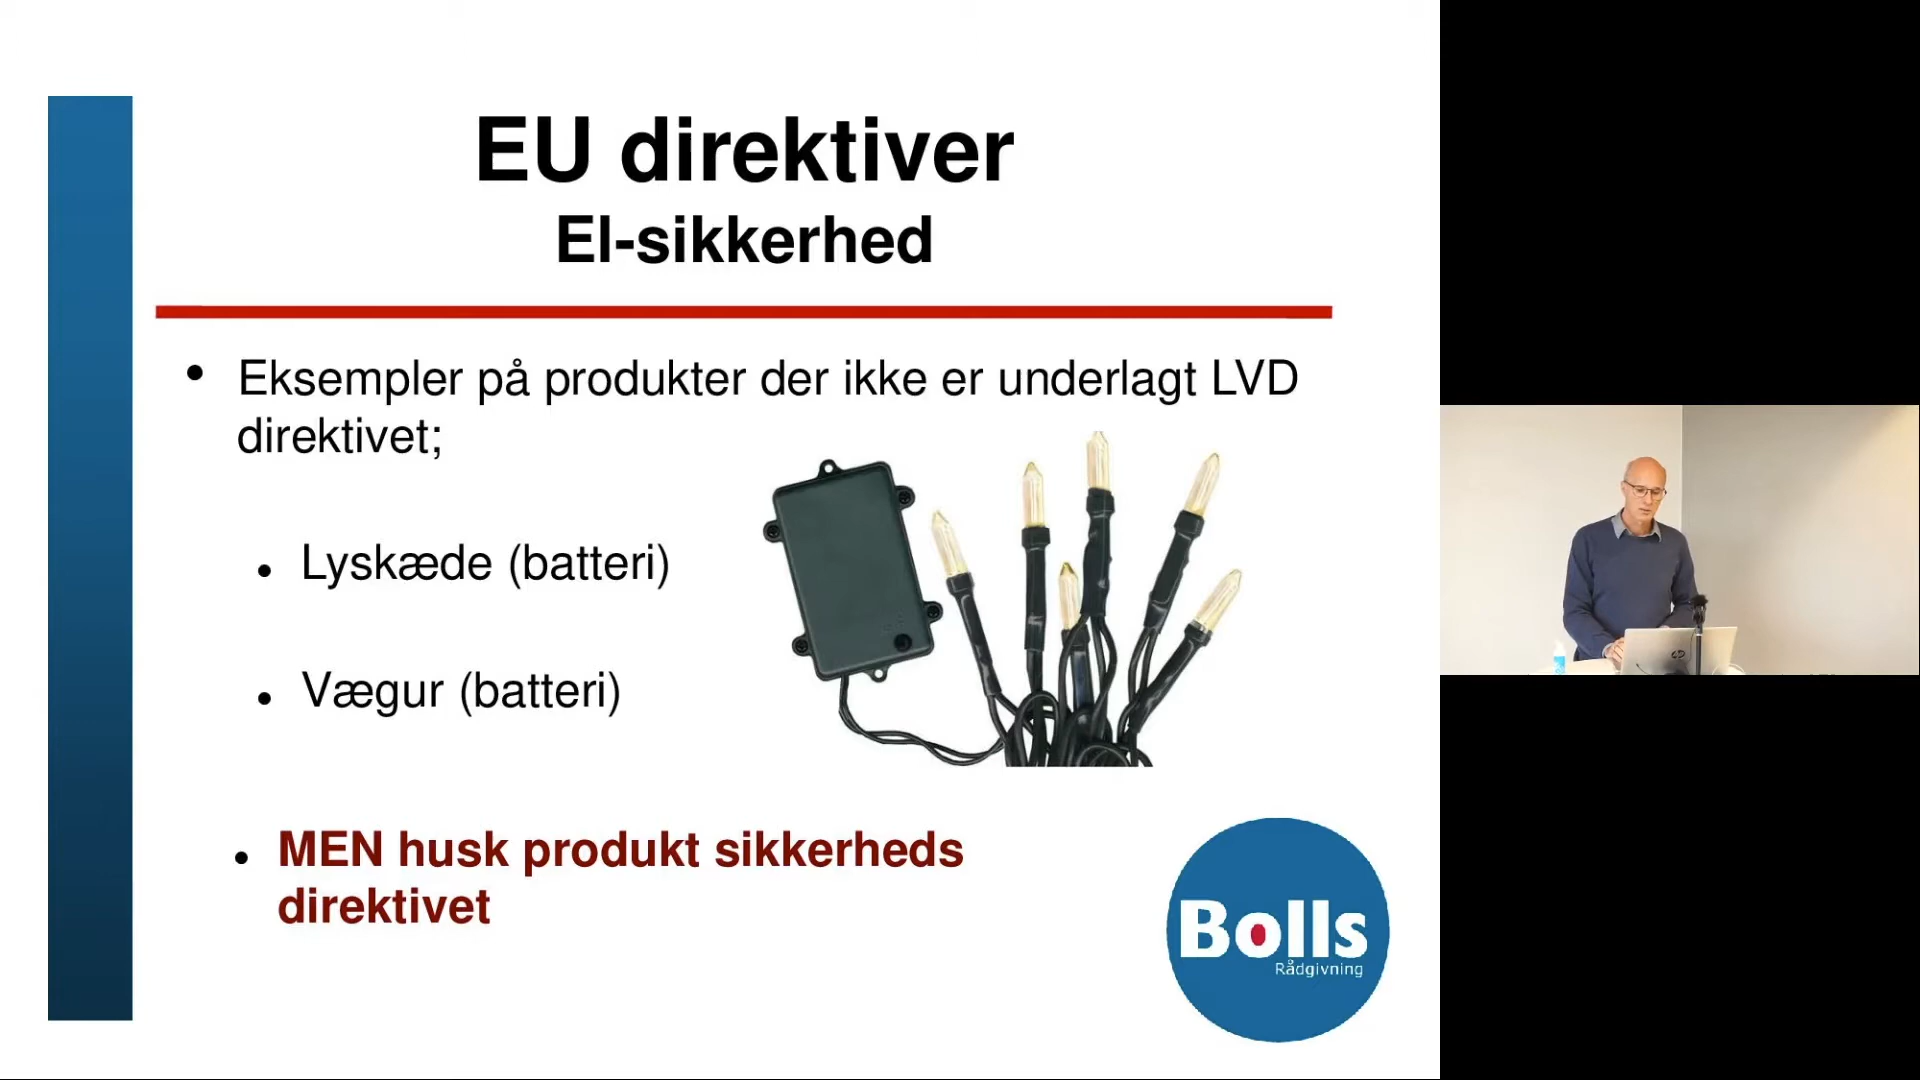 EU direktiver
El-sikkerhed
• Eksempler på produkter der ikke er underlagt LVD
direktivet;
• Lyskæde (batteri)
• Vægur (batteri)
• MEN husk produkt sikkerheds
direktivet
Bolls
Rådgivning
hp